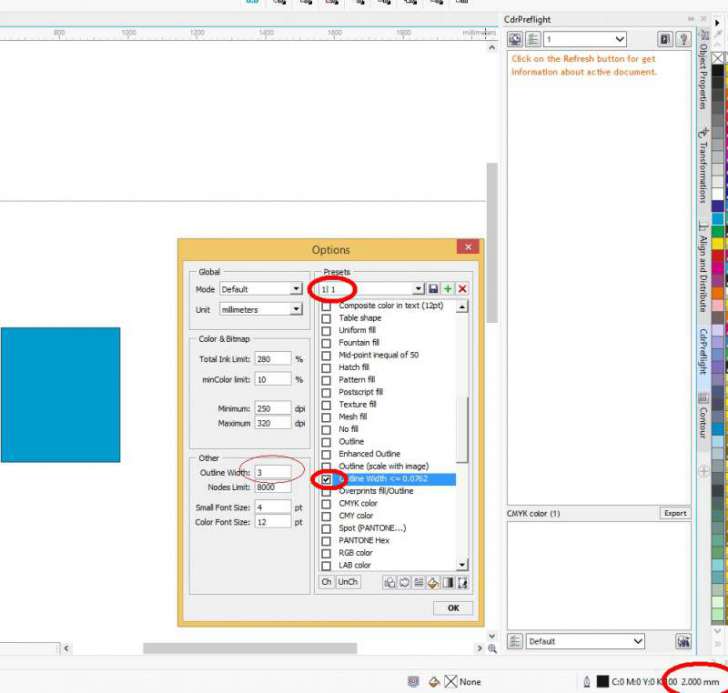 CdrPreflight
800
1000
1200
1400
1600
1800
millimeters
1
Click on the Refresh button for get
information about active document.
Object Properties
Transformations
Align and Distribute
CdrPreflight
Contour
Options
Global
Mode Default
Unit millimeters
Color & Bitmap
Total Ink Limit: 280 %
minColor limit: 10 %
Minimum: 250 dpi
Maximum 320 dpi
Other
Outline Width: 3
Nodes Limit: 8000
Small Font Size: 4 pt
Color Font Size: 12 pt
Presets
1| 1
Composite color in text (12pt)
Table shape
Uniform fill
Fountain fill
Mid-point inequal of 50
Hatch fill
Pattern fill
Postscript fill
Texture fill
Mesh fill
No fill
Outline
Enhanced Outline
Outline (scale with image)
Outline Width <= 0.0762
Overprints fill/Outline
CMYK color
CMY color
Spot (PANTONE...)
PANTONE Hex
RGB color
LAB color
Ch UnCh
OK
CMYK color (1)
Export
Default
None
C:0 M:0 Y:0 K:100 2.000 mm